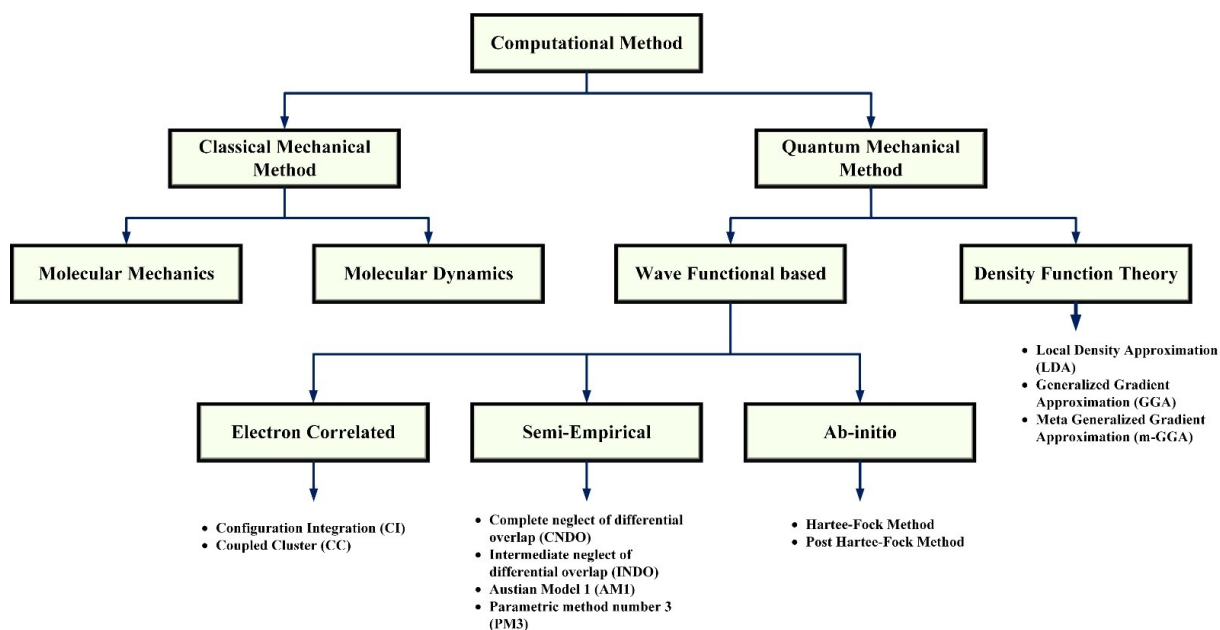 Computational Method
Classical Mechanical
Method
Quantum Mechanical
Method
Molecular Mechanics
Molecular Dynamics
Wave Functional based
Density Function Theory
• Local Density Approximation
(LDA)
• Generalized Gradient
Approximation (GGA)
• Meta Generalized Gradient
Approximation (m-GGA)
Electron Correlated
Semi-Empirical
Ab-initio
• Configuration Integration (CI)
• Coupled Cluster (CC)
• Complete neglect of differential
overlap (CNDO)
• Intermediate neglect of
differential overlap (INDO)
• Austian Model 1 (AM1)
• Parametric method number 3
(PM3)
• Hartee-Fock Method
• Post Hartee-Fock Method